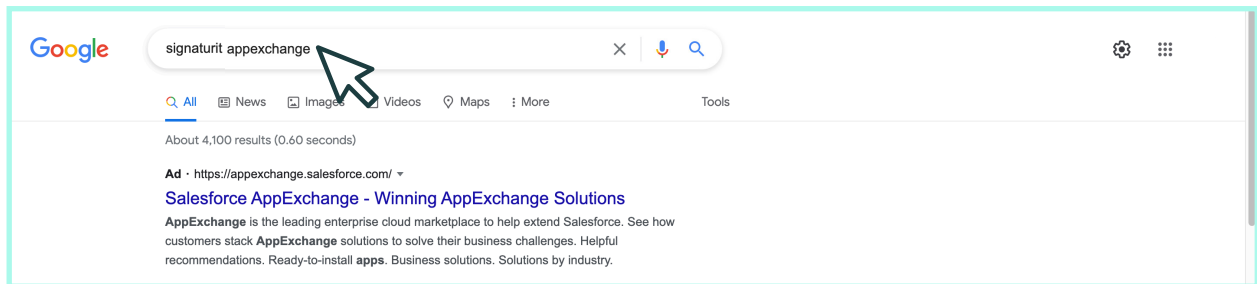 Google
signaturit appexchange
All News Images Videos Maps More Tools
About 4,100 results (0.60 seconds)
Ad · https://appexchange.salesforce.com/
Salesforce AppExchange - Winning AppExchange Solutions
AppExchange is the leading enterprise cloud marketplace to help extend Salesforce. See how
customers stack AppExchange solutions to solve their business challenges. Helpful
recommendations. Ready-to-install apps. Business solutions. Solutions by industry.